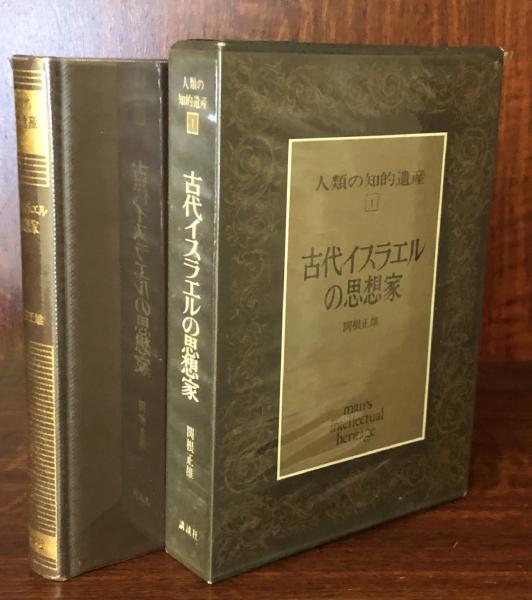 人類の
知的遺産
1
古代イスラエルの思想家
関根正雄
講談社
人類の知的遺産
1
古代イスラエル
の思想家
関根正雄
man's
intellectual
heritage